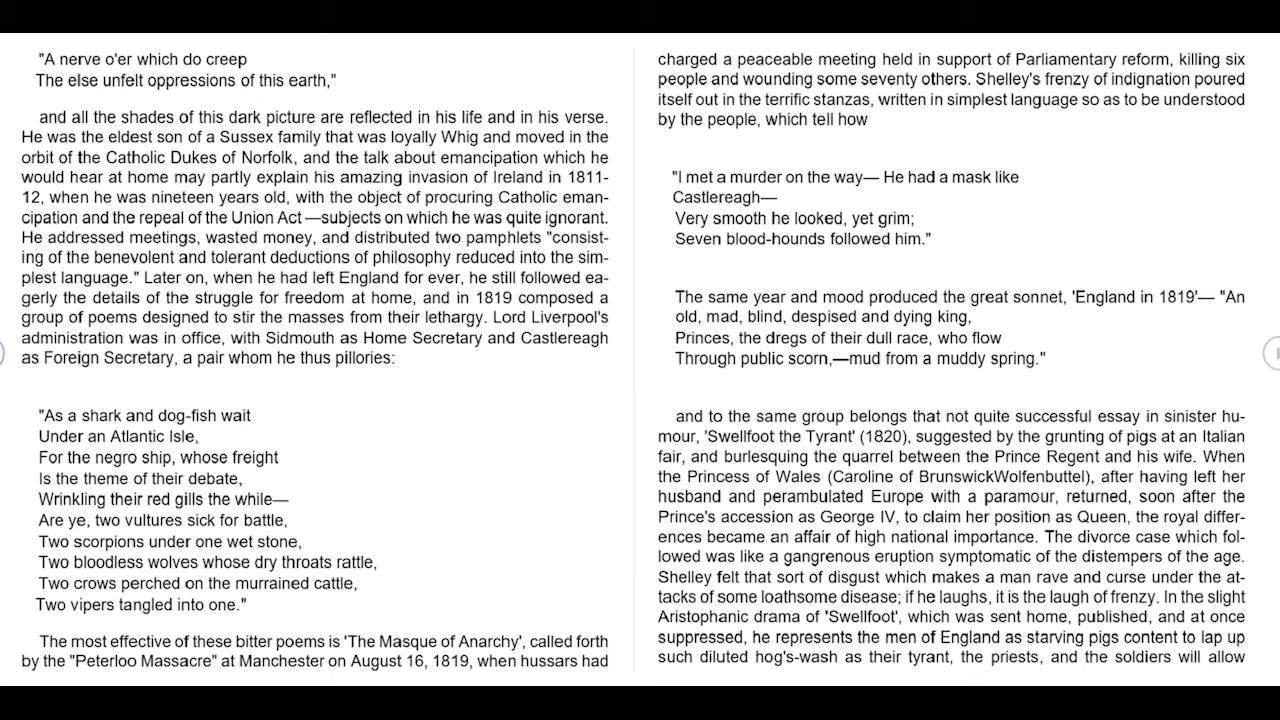 "A nerve o'er which do creep
The else unfelt oppressions of this earth,"
and all the shades of this dark picture are reflected in his life and in his verse.
He was the eldest son of a Sussex family that was loyally Whig and moved in the
orbit of the Catholic Dukes of Norfolk, and the talk about emancipation which he
would hear at home may partly explain his amazing invasion of Ireland in 1811-
12, when he was nineteen years old, with the object of procuring Catholic eman-
cipation and the repeal of the Union Act —subjects on which he was quite ignorant.
He addressed meetings, wasted money, and distributed two pamphlets "consist-
ing of the benevolent and tolerant deductions of philosophy reduced into the sim-
plest language." Later on, when he had left England for ever, he still followed ea-
gerly the details of the struggle for freedom at home, and in 1819 composed a
group of poems designed to stir the masses from their lethargy. Lord Liverpool's
administration was in office, with Sidmouth as Home Secretary and Castlereagh
as Foreign Secretary, a pair whom he thus pillories:
"As a shark and dog-fish wait
Under an Atlantic Isle,
For the negro ship, whose freight
Is the theme of their debate,
Wrinkling their red gills the while—
Are ye, two vultures sick for battle,
Two scorpions under one wet stone,
Two bloodless wolves whose dry throats rattle,
Two crows perched on the murrained cattle,
Two vipers tangled into one."
The most effective of these bitter poems is 'The Masque of Anarchy', called forth
by the "Peterloo Massacre" at Manchester on August 16, 1819, when hussars had
charged a peaceable meeting held in support of Parliamentary reform, killing six
people and wounding some seventy others. Shelley's frenzy of indignation poured
itself out in the terrific stanzas, written in simplest language so as to be understood
by the people, which tell how
"I met a murder on the way— He had a mask like
Castlereagh—
Very smooth he looked, yet grim;
Seven blood-hounds followed him."
The same year and mood produced the great sonnet, 'England in 1819'— "An
old, mad, blind, despised and dying king,
Princes, the dregs of their dull race, who flow
Through public scorn,—mud from a muddy spring."
and to the same group belongs that not quite successful essay in sinister hu-
mour, 'Swellfoot the Tyrant' (1820), suggested by the grunting of pigs at an Italian
fair, and burlesquing the quarrel between the Prince Regent and his wife. When
the Princess of Wales (Caroline of BrunswickWolfenbuttel), after having left her
husband and perambulated Europe with a paramour, returned, soon after the
Prince's accession as George IV, to claim her position as Queen, the royal differ-
ences became an affair of high national importance. The divorce case which fol-
lowed was like a gangrenous eruption symptomatic of the distempers of the age.
Shelley felt that sort of disgust which makes a man rave and curse under the at-
tacks of some loathsome disease; if he laughs, it is the laugh of frenzy. In the slight
Aristophanic drama of 'Swellfoot', which was sent home, published, and at once
suppressed, he represents the men of England as starving pigs content to lap up
such diluted hog's-wash as their tyrant, the priests, and the soldiers will allow